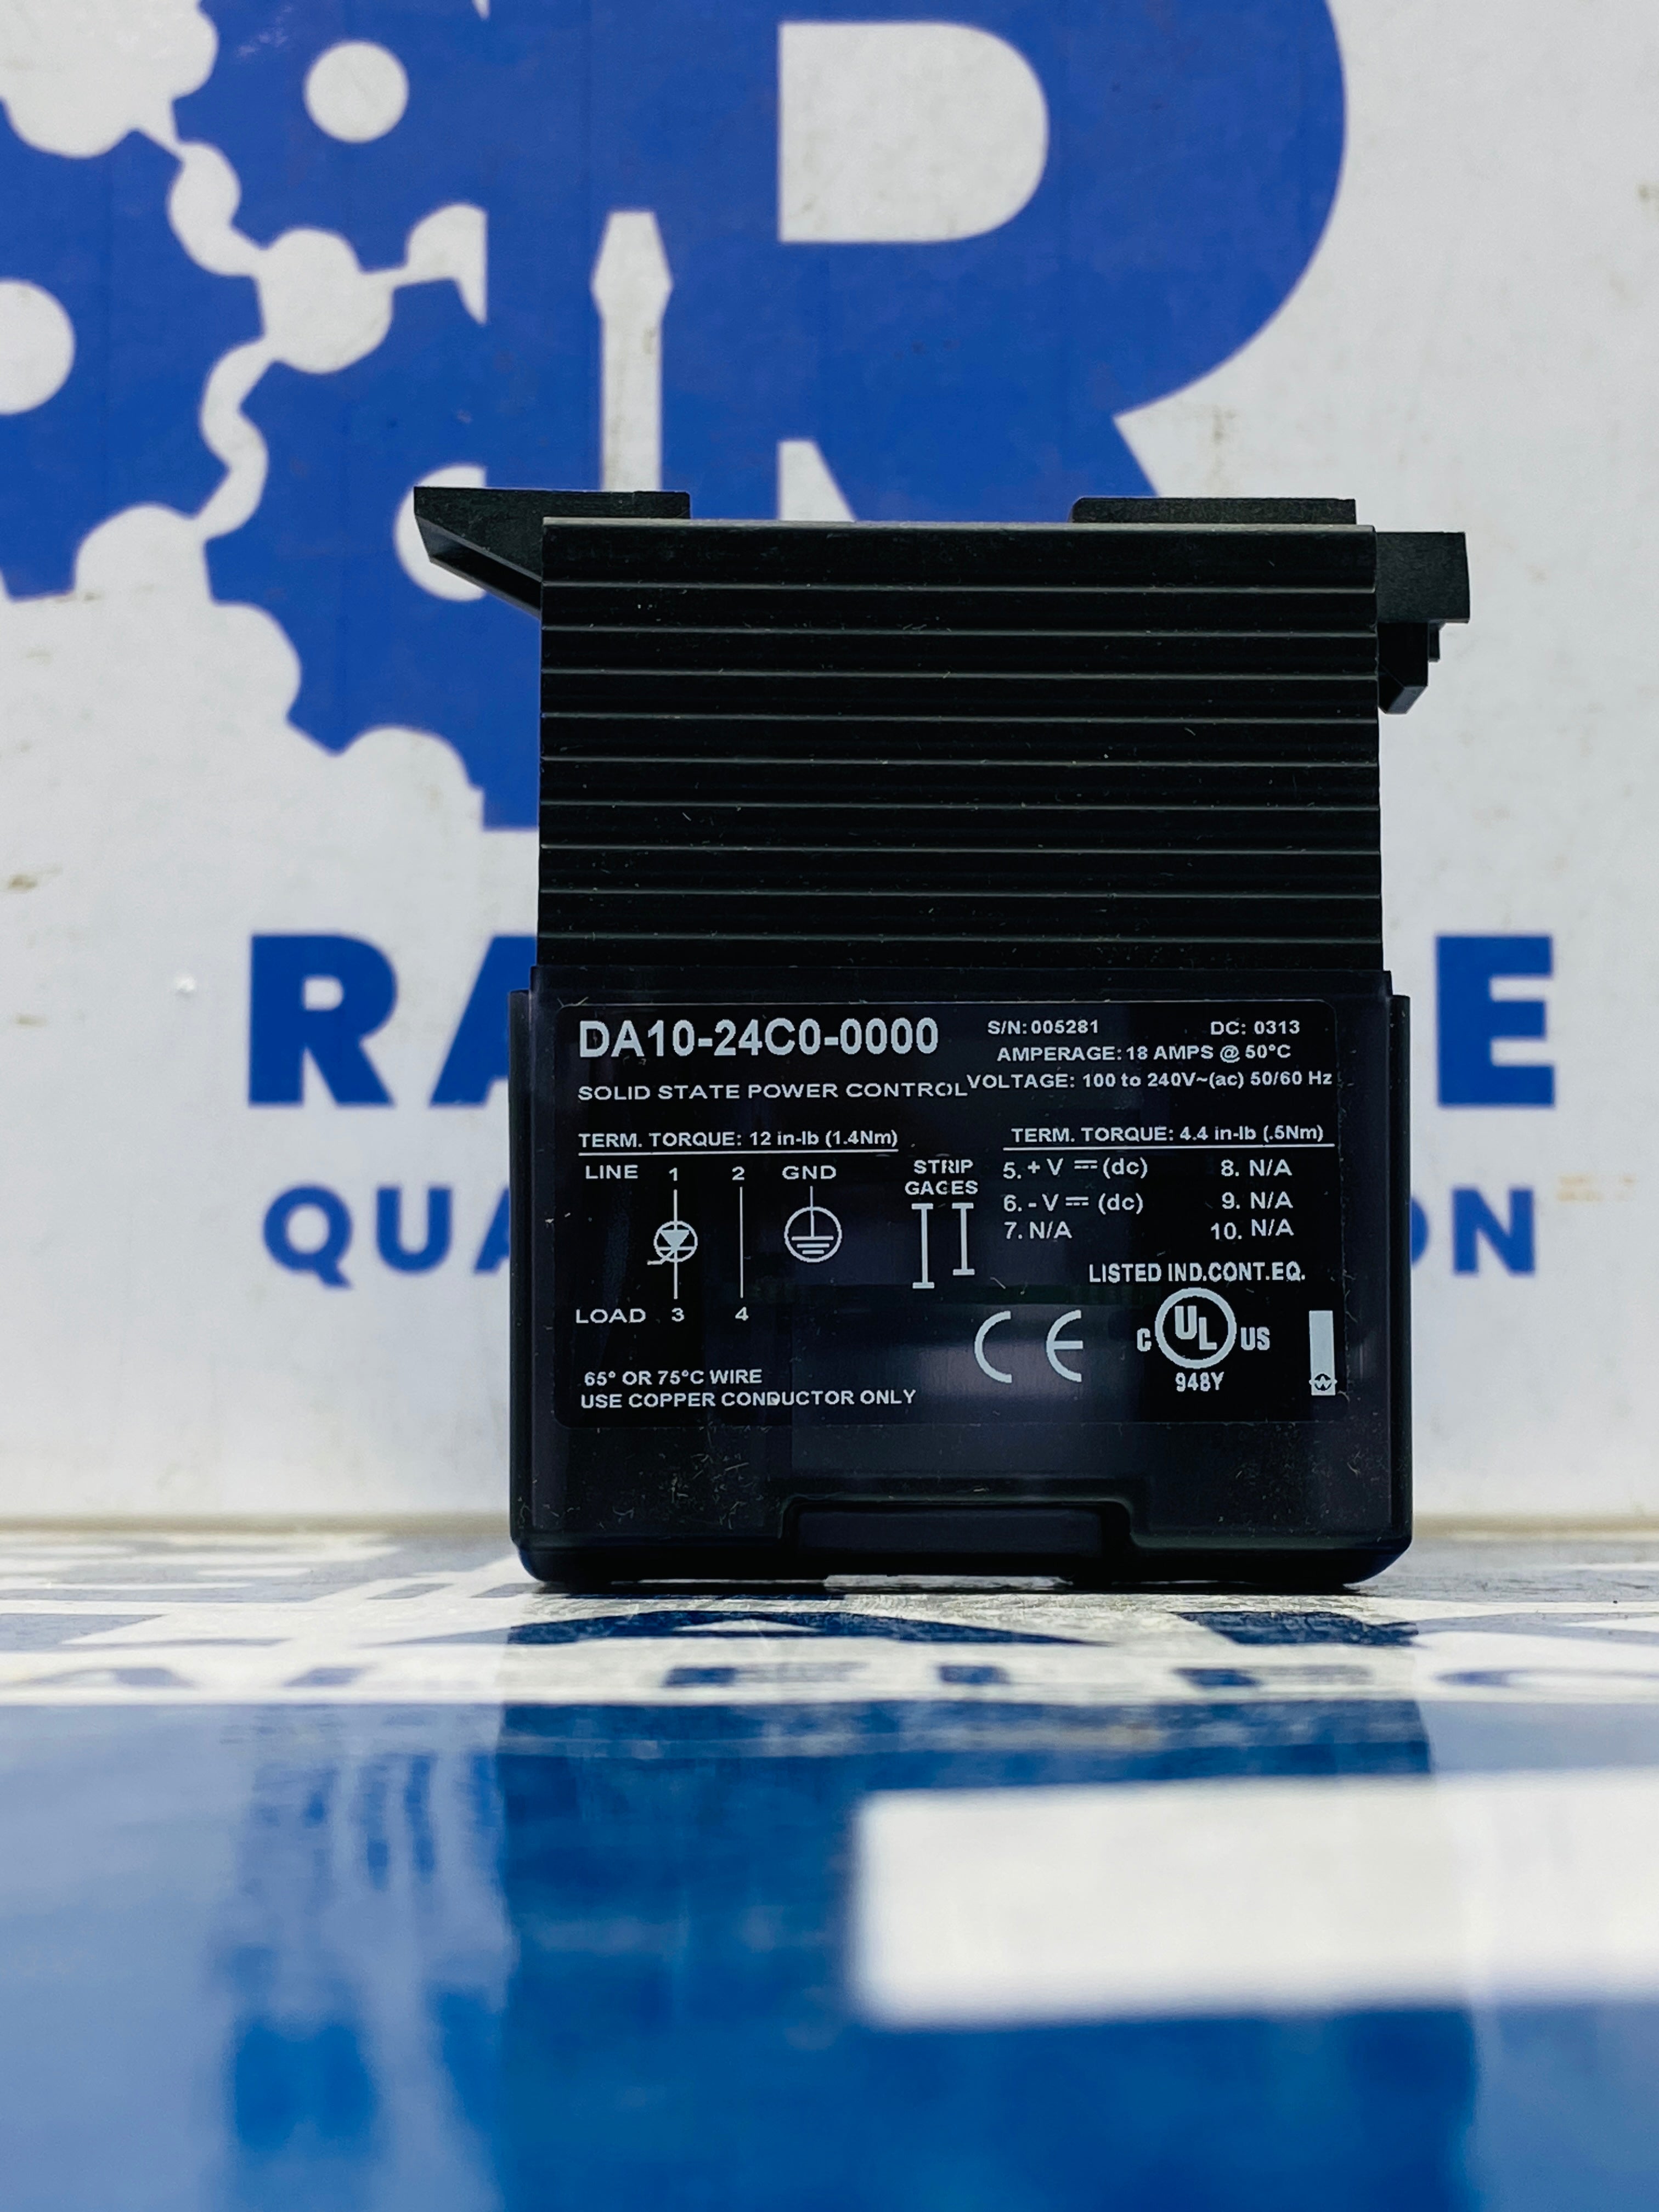 R
RA E
QUA ON
DA10-24C0-0000
S/N: 005281 DC: 0313
AMPERAGE: 18 AMPS @ 50°C
SOLID STATE POWER CONTROL
VOLTAGE: 100 to 240V~(ac) 50/60 Hz
TERM. TORQUE: 12 in-lb (1.4Nm)
LINE 1 2 GND
LOAD 3 4
STRIP
GAGES
TERM. TORQUE: 4.4 in-lb (.5Nm)
5. + V ⎓ (dc) 8. N/A
6. - V ⎓ (dc) 9. N/A
7. N/A 10. N/A
LISTED IND.CONT.EQ.
CE
C UL US
948Y
65° OR 75°C WIRE
USE COPPER CONDUCTOR ONLY